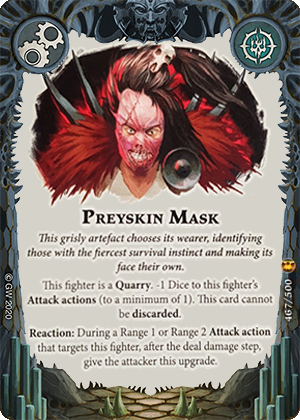 PREYSKIN MASK
This grisly artefact chooses its wearer, identifying
those with the fiercest survival instinct and making its
face their own.
This fighter is a Quarry. -1 Dice to this fighter's
Attack actions (to a minimum of 1). This card cannot
be discarded.
Reaction: During a Range 1 or Range 2 Attack action
that targets this fighter, after the deal damage step,
give the attacker this upgrade.
© GW 2020
467/500